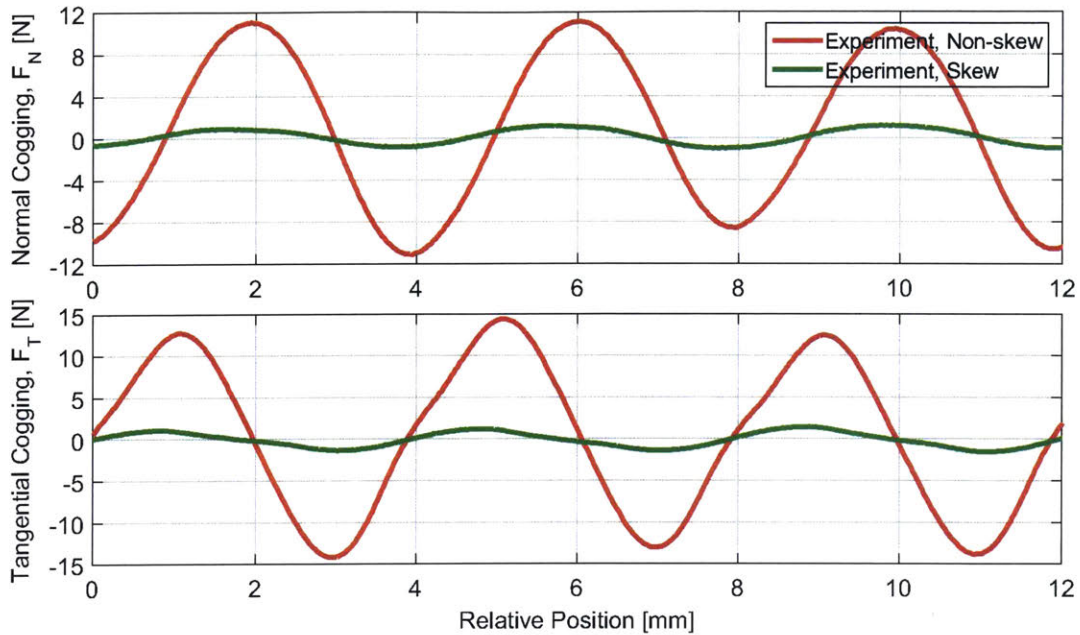 12
8
4
0
-4
-8
-12
Normal Cogging, F_N [N]
Experiment, Non-skew
Experiment, Skew
0 2 4 6 8 10 12
15
10
5
0
-5
-10
-15
Tangential Cogging, F_T [N]
0 2 4 6 8 10 12
Relative Position [mm]